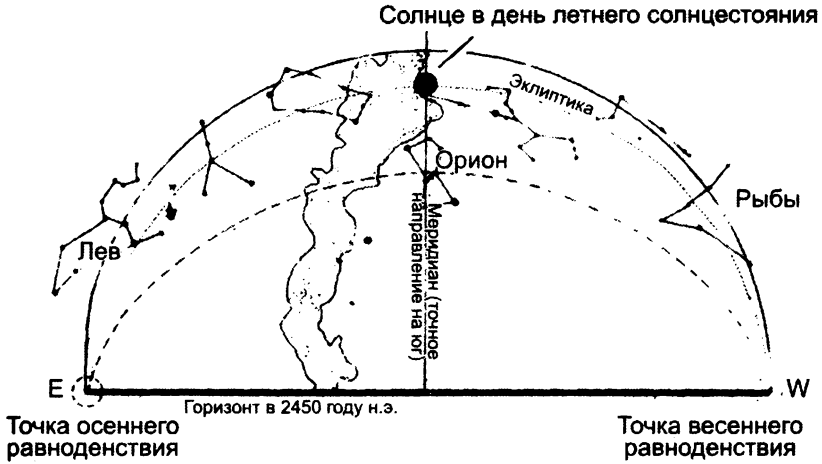 Солнце в день летнего солнцестояния
Эклиптика
Орион
Рыбы
Лев
Меридиан (точное
направление на юг)
E
W
Горизонт в 2450 году н.э.
Точка осеннего
равноденствия
Точка весеннего
равноденствия